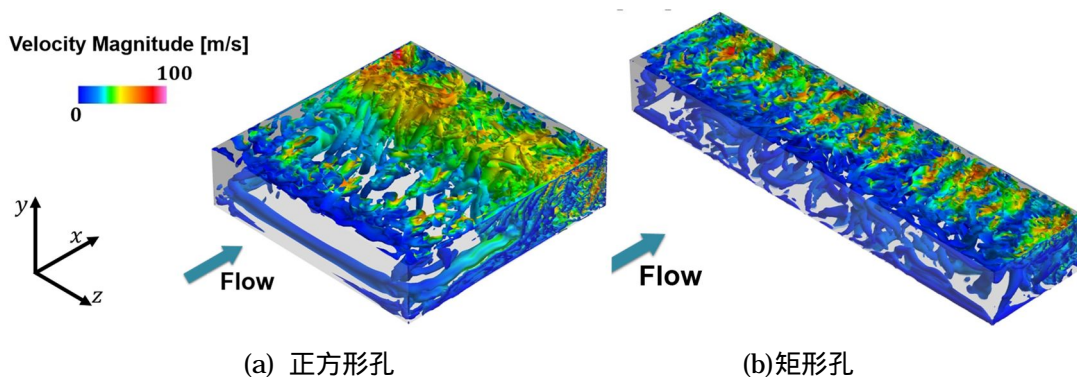 Velocity Magnitude [m/s]
100
0
y
x
z
Flow
Flow
(a) 正方形孔
(b)矩形孔